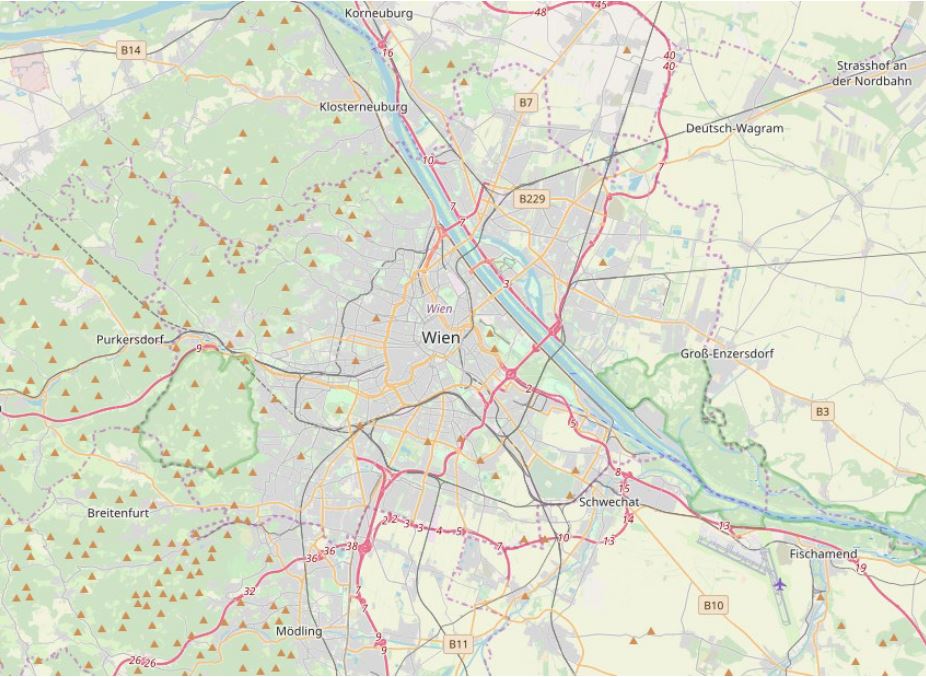 Korneuburg
48
45
16
B14
40
40
Strasshof an
der Nordbahn
Klosterneuburg
B7
Deutsch-Wagram
10
7
B229
7
7
3
Wien
Wien
Purkersdorf
9
Groß-Enzersdorf
2
B3
5
8
15
Schwechat
14
Breitenfurt
2
2
3
3
4
5
7
10
13
13
36
36
38
Fischamend
19
32
7
7
B10
Mödling
9
9
B11
26
26